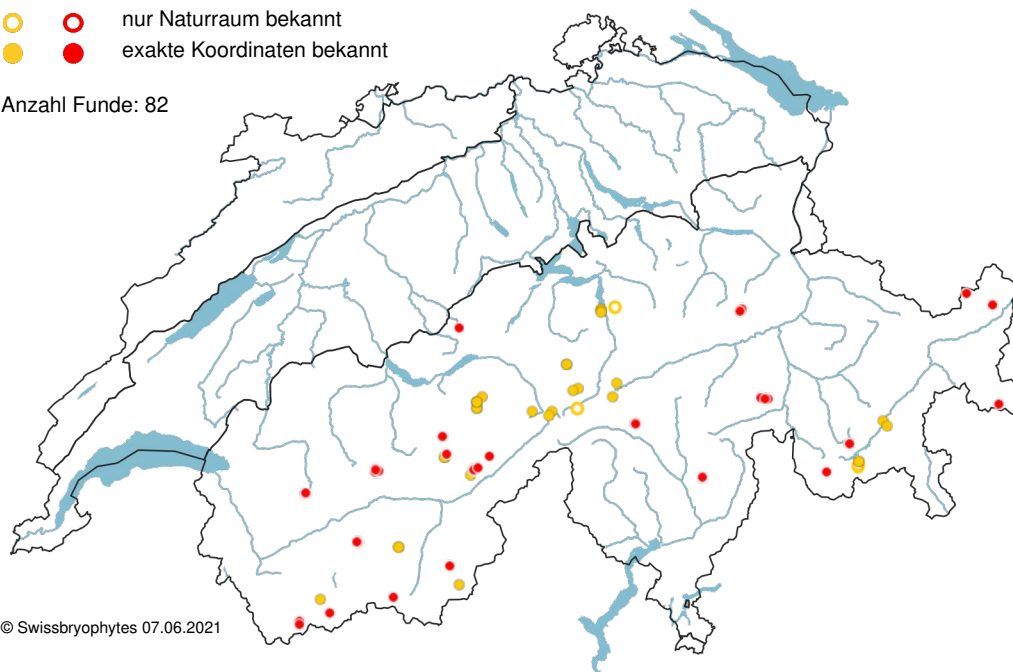 nur Naturraum bekannt
exakte Koordinaten bekannt
Anzahl Funde: 82
© Swissbryophytes 07.06.2021